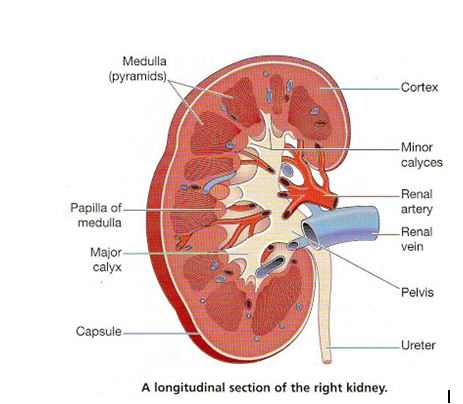 Medulla
(pyramids)
Cortex
Minor
calyces
Renal
artery
Papilla of
medulla
Renal
vein
Major
calyx
Pelvis
Capsule
Ureter
A longitudinal section of the right kidney.